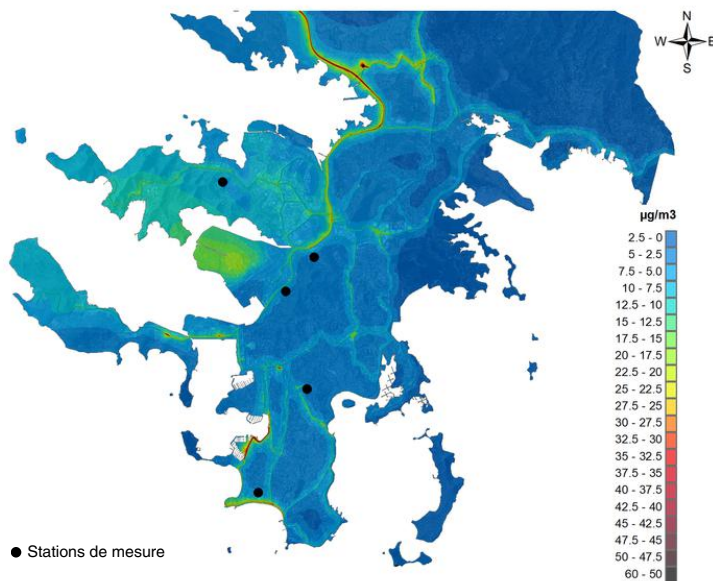 N
W E
S
µg/m3
2.5 - 0
5 - 2.5
7.5 - 5.0
10 - 7.5
12.5 - 10
15 - 12.5
17.5 - 15
20 - 17.5
22.5 - 20
25 - 22.5
27.5 - 25
30 - 27.5
32.5 - 30
35 - 32.5
37.5 - 35
40 - 37.5
42.5 - 40
45 - 42.5
47.5 - 45
50 - 47.5
60 - 50
Stations de mesure